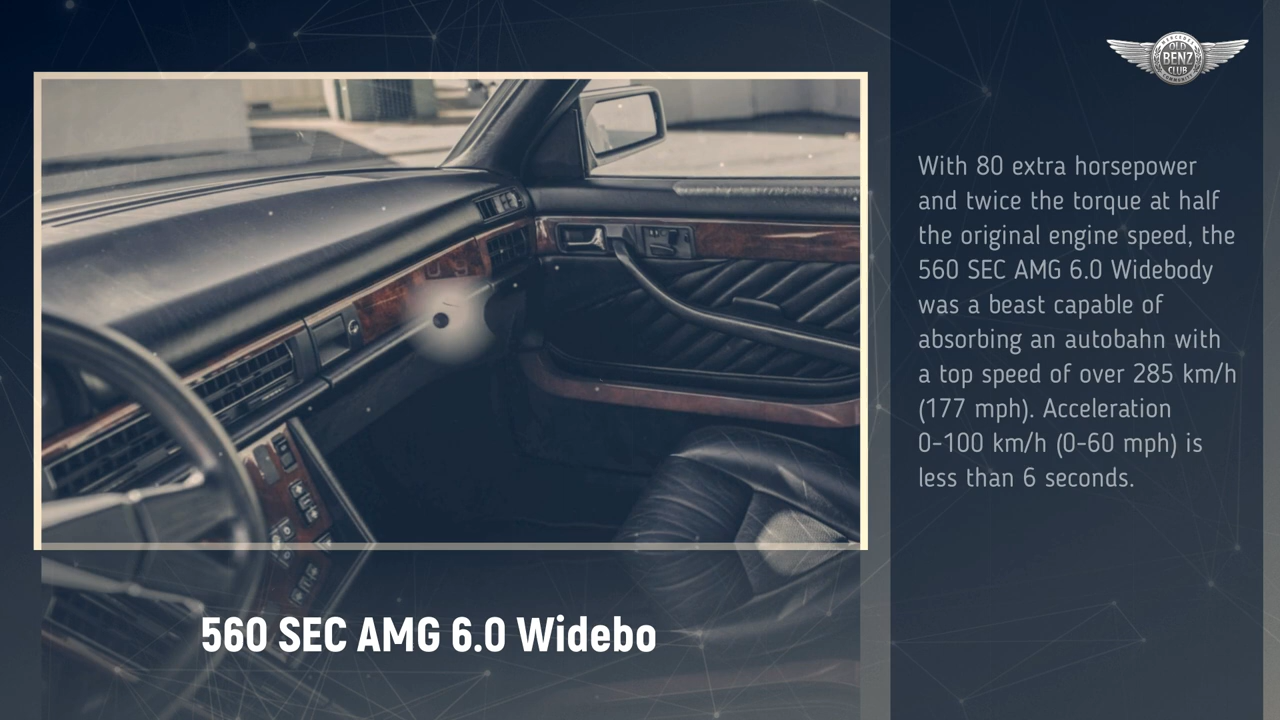 MERCEDES
OLD
BENZ
CLUB
COMMUNITY
With 80 extra horsepower
and twice the torque at half
the original engine speed, the
560 SEC AMG 6.0 Widebody
was a beast capable of
absorbing an autobahn with
a top speed of over 285 km/h
(177 mph). Acceleration
0-100 km/h (0-60 mph) is
less than 6 seconds.
560 SEC AMG 6.0 Widebo